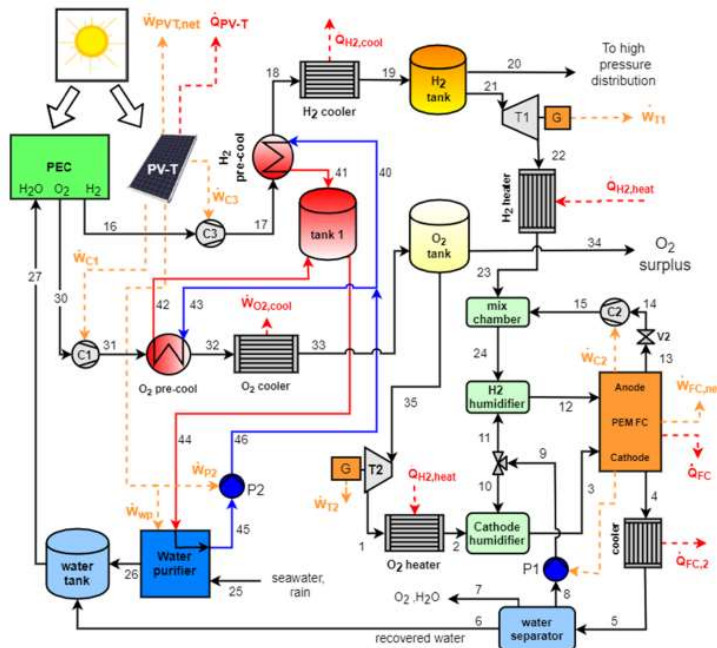 Ẇ_PVT,net
Q̇_PV-T
Q̇_H2,cool
18
H₂ cooler
19
H₂
tank
20
To high
pressure
distribution
21
T1
G
Ẇ_T1
22
PEC
H₂O O₂ H₂
PV-T
H₂
pre-cool
41
40
H₂ heater
Q̇_H2,heat
16
Ẇ_C3
C3
17
tank 1
O₂
tank
34
O₂
surplus
23
27
30
Ẇ_C1
42
43
Ẇ_O2,cool
mix
chamber
15
C2
14
V2
31
C1
32
33
13
O₂ pre-cool
O₂ cooler
24
Ẇ_C2
35
H2
humidifier
12
Anode
PEM FC
Cathode
Ẇ_FC,ne
Q̇_FC
44
46
11
9
Ẇ_P2
P2
G
T2
Q_H2,heat
10
3
4
Ẇ_wp
Ẇ_T2
45
1
O₂ heater
2
Cathode
humidifier
P1
cooler
Q̇_FC,2
water
tank
26
Water
purifier
25
seawater,
rain
7
O₂ .H₂O
8
6
recovered water
water
separator
5